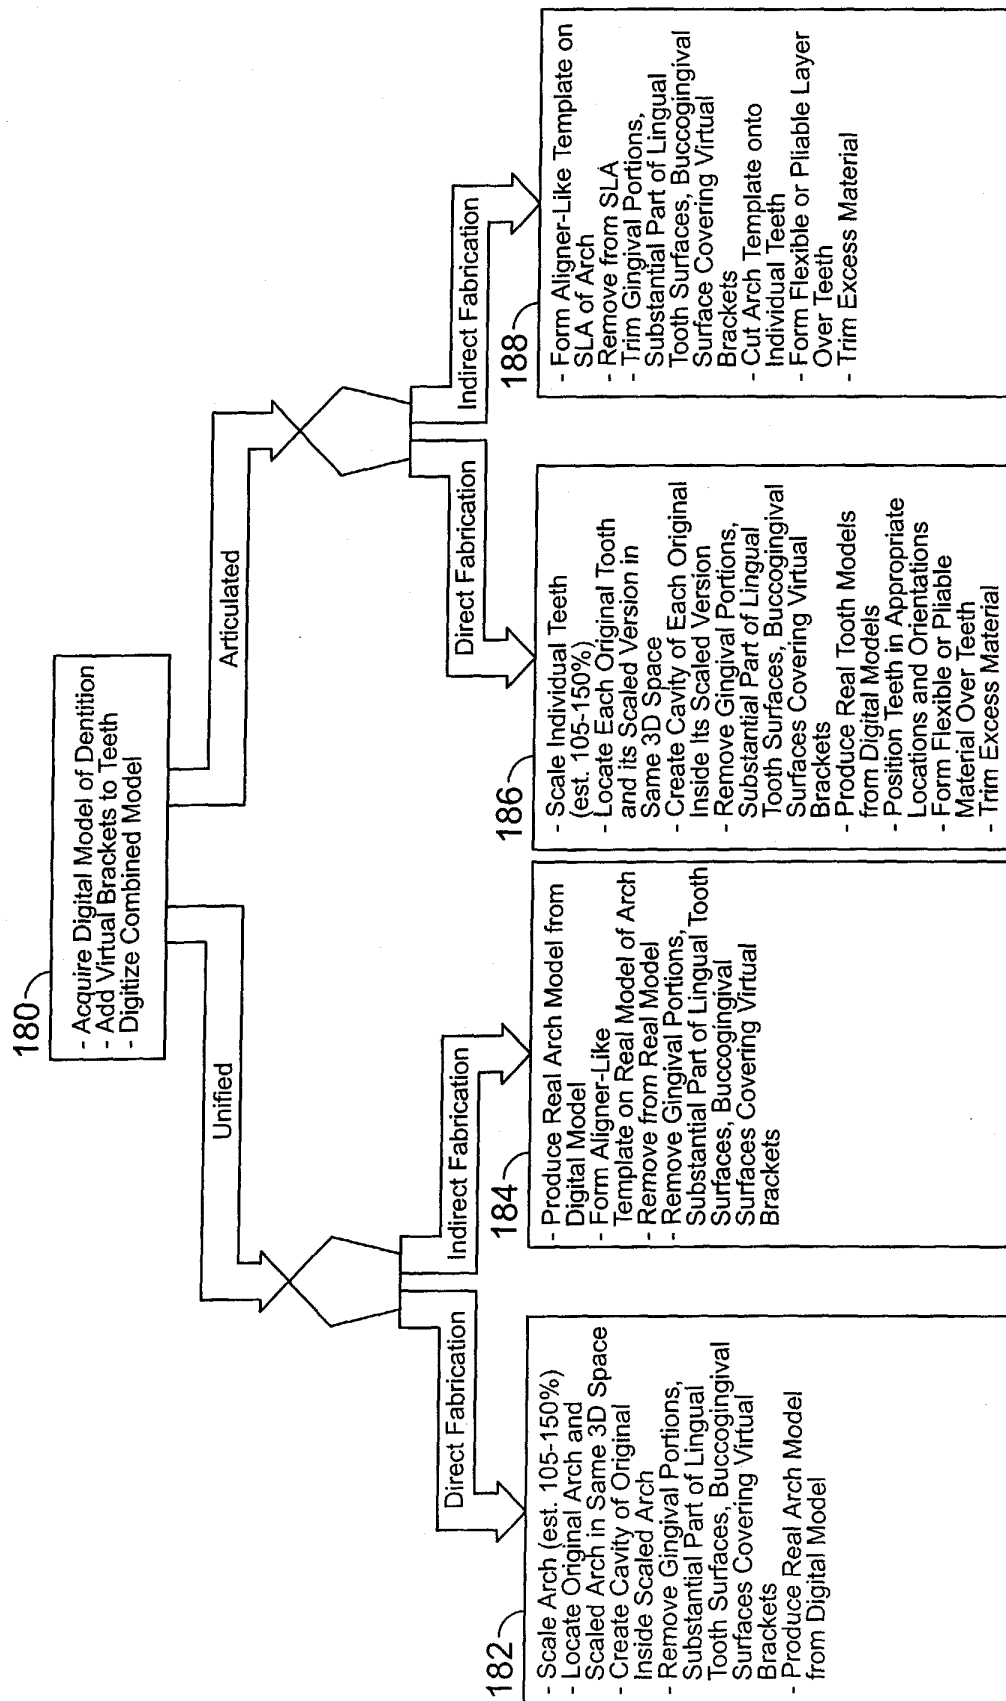 180
- Acquire Digital Model of Dentition
- Add Virtual Brackets to Teeth
- Digitize Combined Model
Unified
Articulated
Direct Fabrication
Indirect Fabrication
Direct Fabrication
Indirect Fabrication
182
- Scale Arch (est. 105-150%)
- Locate Original Arch and
Scaled Arch in Same 3D Space
- Create Cavity of Original
Inside Scaled Arch
- Remove Gingival Portions,
Substantial Part of Lingual
Tooth Surfaces, Buccogingival
Surfaces Covering Virtual
Brackets
- Produce Real Arch Model
from Digital Model
184
- Produce Real Arch Model from
Digital Model
- Form Aligner-Like
Template on Real Model of Arch
- Remove from Real Model
- Remove Gingival Portions,
Substantial Part of Lingual Tooth
Surfaces, Buccogingival
Surfaces Covering Virtual
Brackets
186
- Scale Individual Teeth
(est. 105-150%)
- Locate Each Original Tooth
and its Scaled Version in
Same 3D Space
- Create Cavity of Each Original
Inside Its Scaled Version
- Remove Gingival Portions,
Substantial Part of Lingual
Tooth Surfaces, Buccogingival
Surfaces Covering Virtual
Brackets
- Produce Real Tooth Models
from Digital Models
- Position Teeth in Appropriate
Locations and Orientations
- Form Flexible or Pliable
Material Over Teeth
- Trim Excess Material
188
- Form Aligner-Like Template on
SLA of Arch
- Remove from SLA
- Trim Gingival Portions,
Substantial Part of Lingual
Tooth Surfaces, Buccogingival
Surface Covering Virtual
Brackets
- Cut Arch Template onto
Individual Teeth
- Form Flexible or Pliable Layer
Over Teeth
- Trim Excess Material